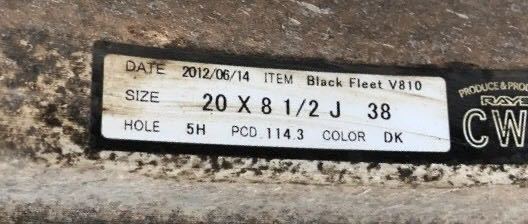 DATE 2012/06/14 ITEM Black Fleet V810
SIZE 20 X 8 1/2 J 38
HOLE 5H PCD.114.3 COLOR DK
PRODUCE &
RAYS
CW